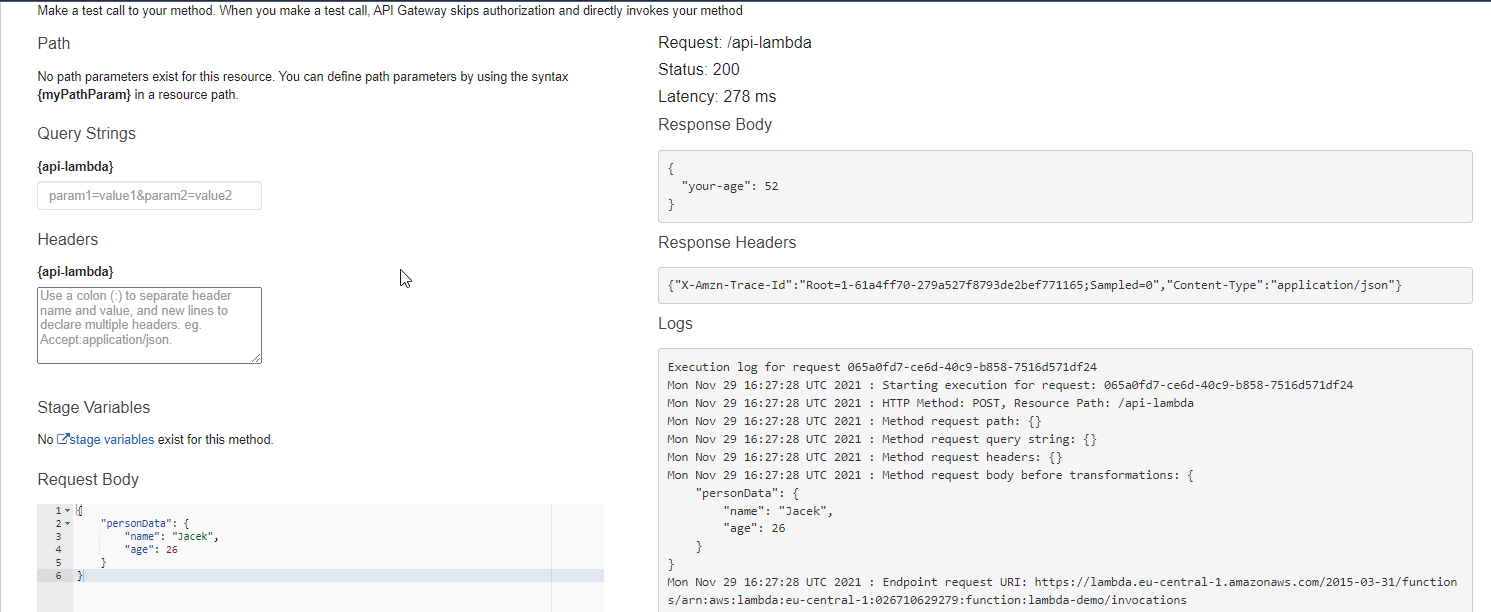 Make a test call to your method. When you make a test call, API Gateway skips authorization and directly invokes your method
Path
No path parameters exist for this resource. You can define path parameters by using the syntax
{myPathParam} in a resource path.
Query Strings
{api-lambda}
param1=value1&param2=value2
Headers
{api-lambda}
Use a colon (:) to separate header
name and value, and new lines to
declare multiple headers. eg.
Accept:application/json.
Stage Variables
No stage variables exist for this method.
Request Body
1 {
2 "personData": {
3 "name": "Jacek",
4 "age": 26
5 }
6 }
Request: /api-lambda
Status: 200
Latency: 278 ms
Response Body
{
"your-age": 52
}
Response Headers
{"X-Amzn-Trace-Id":"Root=1-61a4ff70-279a527f8793de2bef771165;Sampled=0","Content-Type":"application/json"}
Logs
Execution log for request 065a0fd7-ce6d-40c9-b858-7516d571df24
Mon Nov 29 16:27:28 UTC 2021 : Starting execution for request: 065a0fd7-ce6d-40c9-b858-7516d571df24
Mon Nov 29 16:27:28 UTC 2021 : HTTP Method: POST, Resource Path: /api-lambda
Mon Nov 29 16:27:28 UTC 2021 : Method request path: {}
Mon Nov 29 16:27:28 UTC 2021 : Method request query string: {}
Mon Nov 29 16:27:28 UTC 2021 : Method request headers: {}
Mon Nov 29 16:27:28 UTC 2021 : Method request body before transformations: {
"personData": {
"name": "Jacek",
"age": 26
}
}
Mon Nov 29 16:27:28 UTC 2021 : Endpoint request URI: https://lambda.eu-central-1.amazonaws.com/2015-03-31/function
s/arn:aws:lambda:eu-central-1:026710629279:function:lambda-demo/invocations